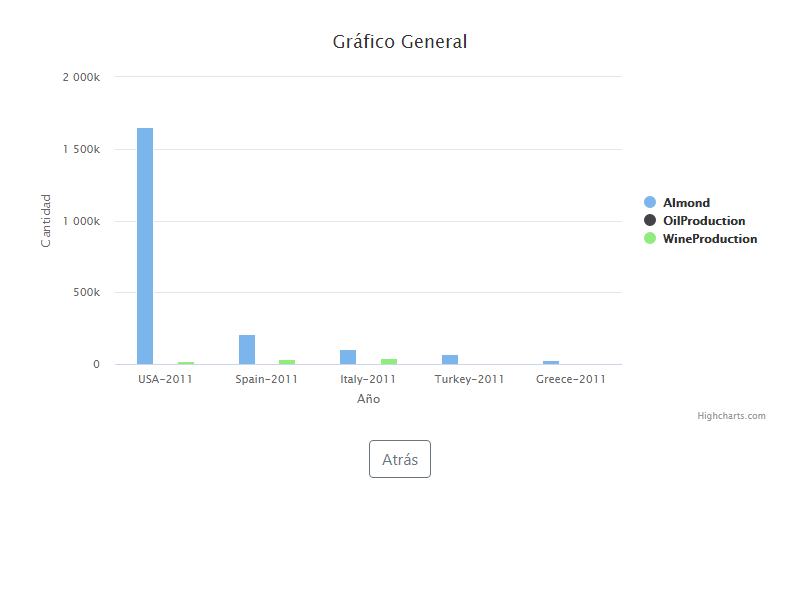 Gráfico General
Cantidad
2 000k
1 500k
1 000k
500k
0
USA-2011
Spain-2011
Italy-2011
Turkey-2011
Greece-2011
Año
Almond
OilProduction
WineProduction
Highcharts.com
Atrás